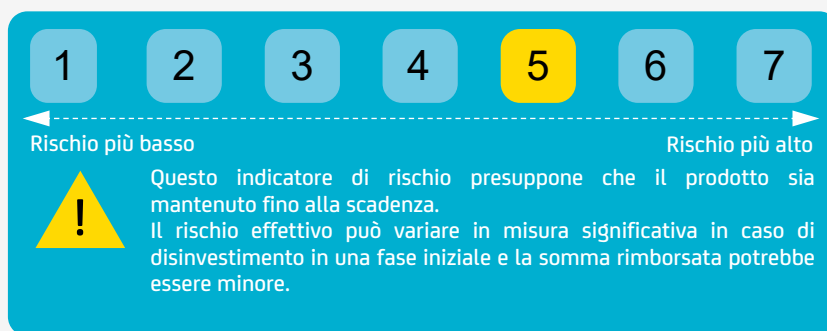 1 2 3 4 5 6 7
Rischio più basso Rischio più alto
!
Questo indicatore di rischio presuppone che il prodotto sia
mantenuto fino alla scadenza.
Il rischio effettivo può variare in misura significativa in caso di
disinvestimento in una fase iniziale e la somma rimborsata potrebbe
essere minore.